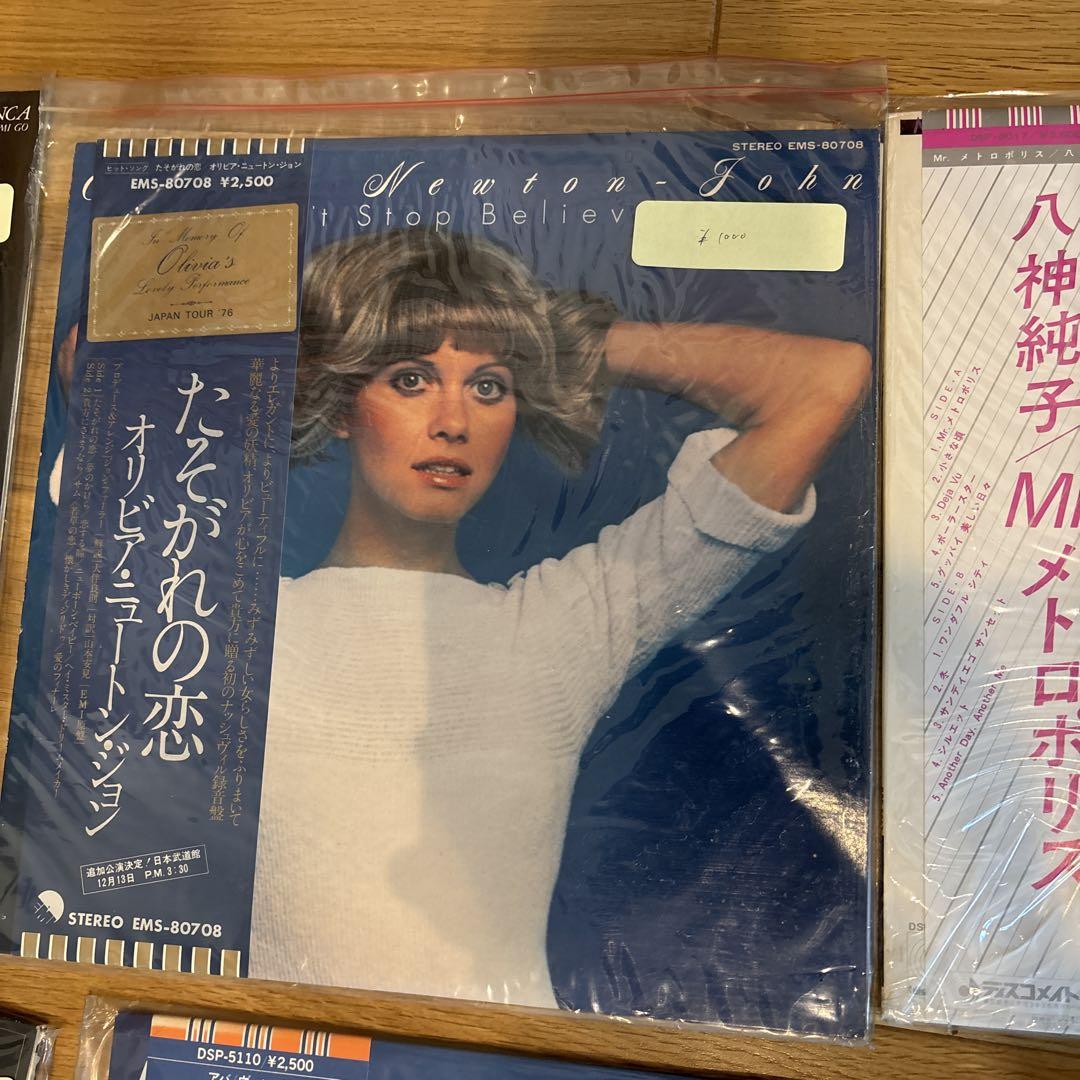 NCA
MI GO
STEREO EMS-80708
ヒット・ソング たそがれの恋 オリビア・ニュートン・ジョン
EMS-80708 ¥2,500
Newton-John
't Stop Believ
¥1000
In Memory Of
Olivia's
Lovely Performance
JAPAN TOUR '76
よりエレガントによりビューティフルに……みずみずしい女らしさをふりまいて
華麗なる愛の妖精、オリビアが心をこめて貴方に贈る初のナッシュヴィル録音盤
たそがれの恋
オリビア・ニュートン・ジョン
追加公演決定!日本武道館
12月13日 P.M.3:30
STEREO EMS-80708
DSP-5110/¥2,500
Mr. メトロポリス/八
八神純子/Mr.メトロポリス
SIDE. A
1. Mr.メトロポリス
2. 小さな頃
3. Deja Vu
4. ポーラースター
5. グッバイ 美しい日々
SIDE. B
1. ワンダフル シティ
2. 冬
3. サンディエゴ サンセット
4. シルエット
5. Another Day, Another Me
ディスコメイト